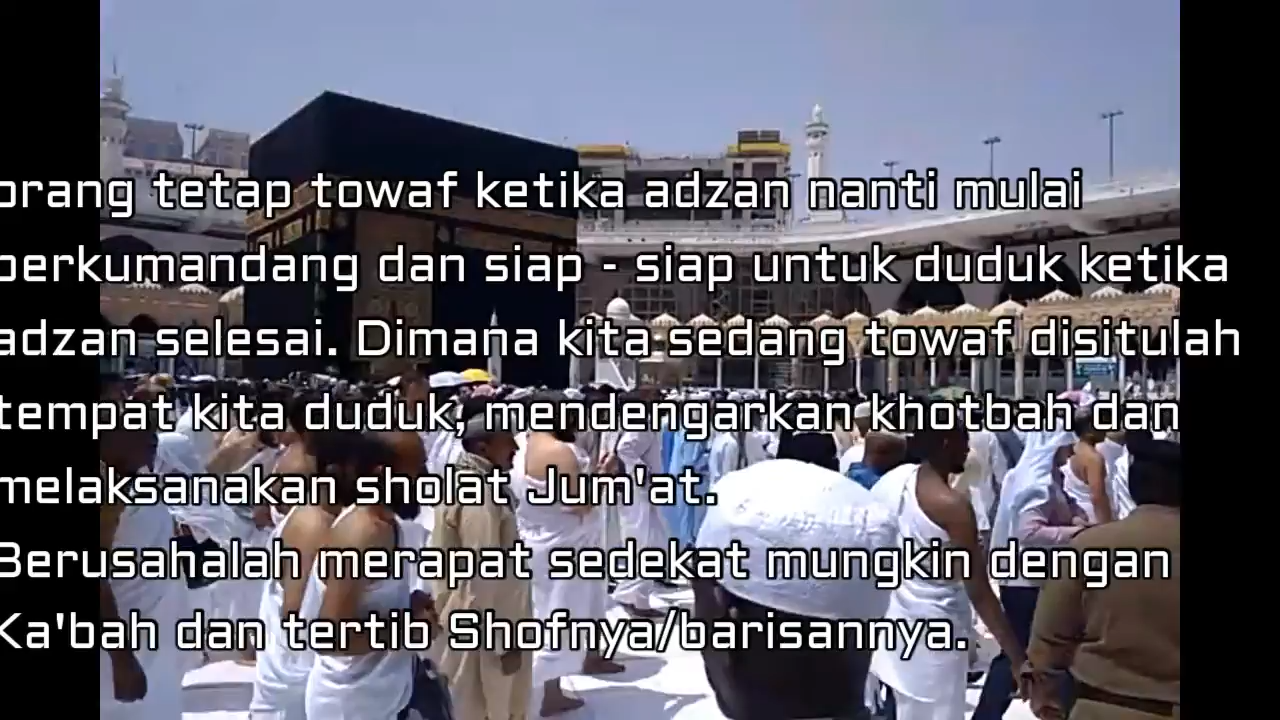 orang tetap towaf ketika adzan nanti mulai
berkumandang dan siap - siap untuk duduk ketika
adzan selesai. Dimana kita sedang towaf disitulah
tempat kita duduk, mendengarkan khotbah dan
melaksanakan sholat Jum'at.
Berusahalah merapat sedekat mungkin dengan
Ka'bah dan tertib Shofnya/barisannya.